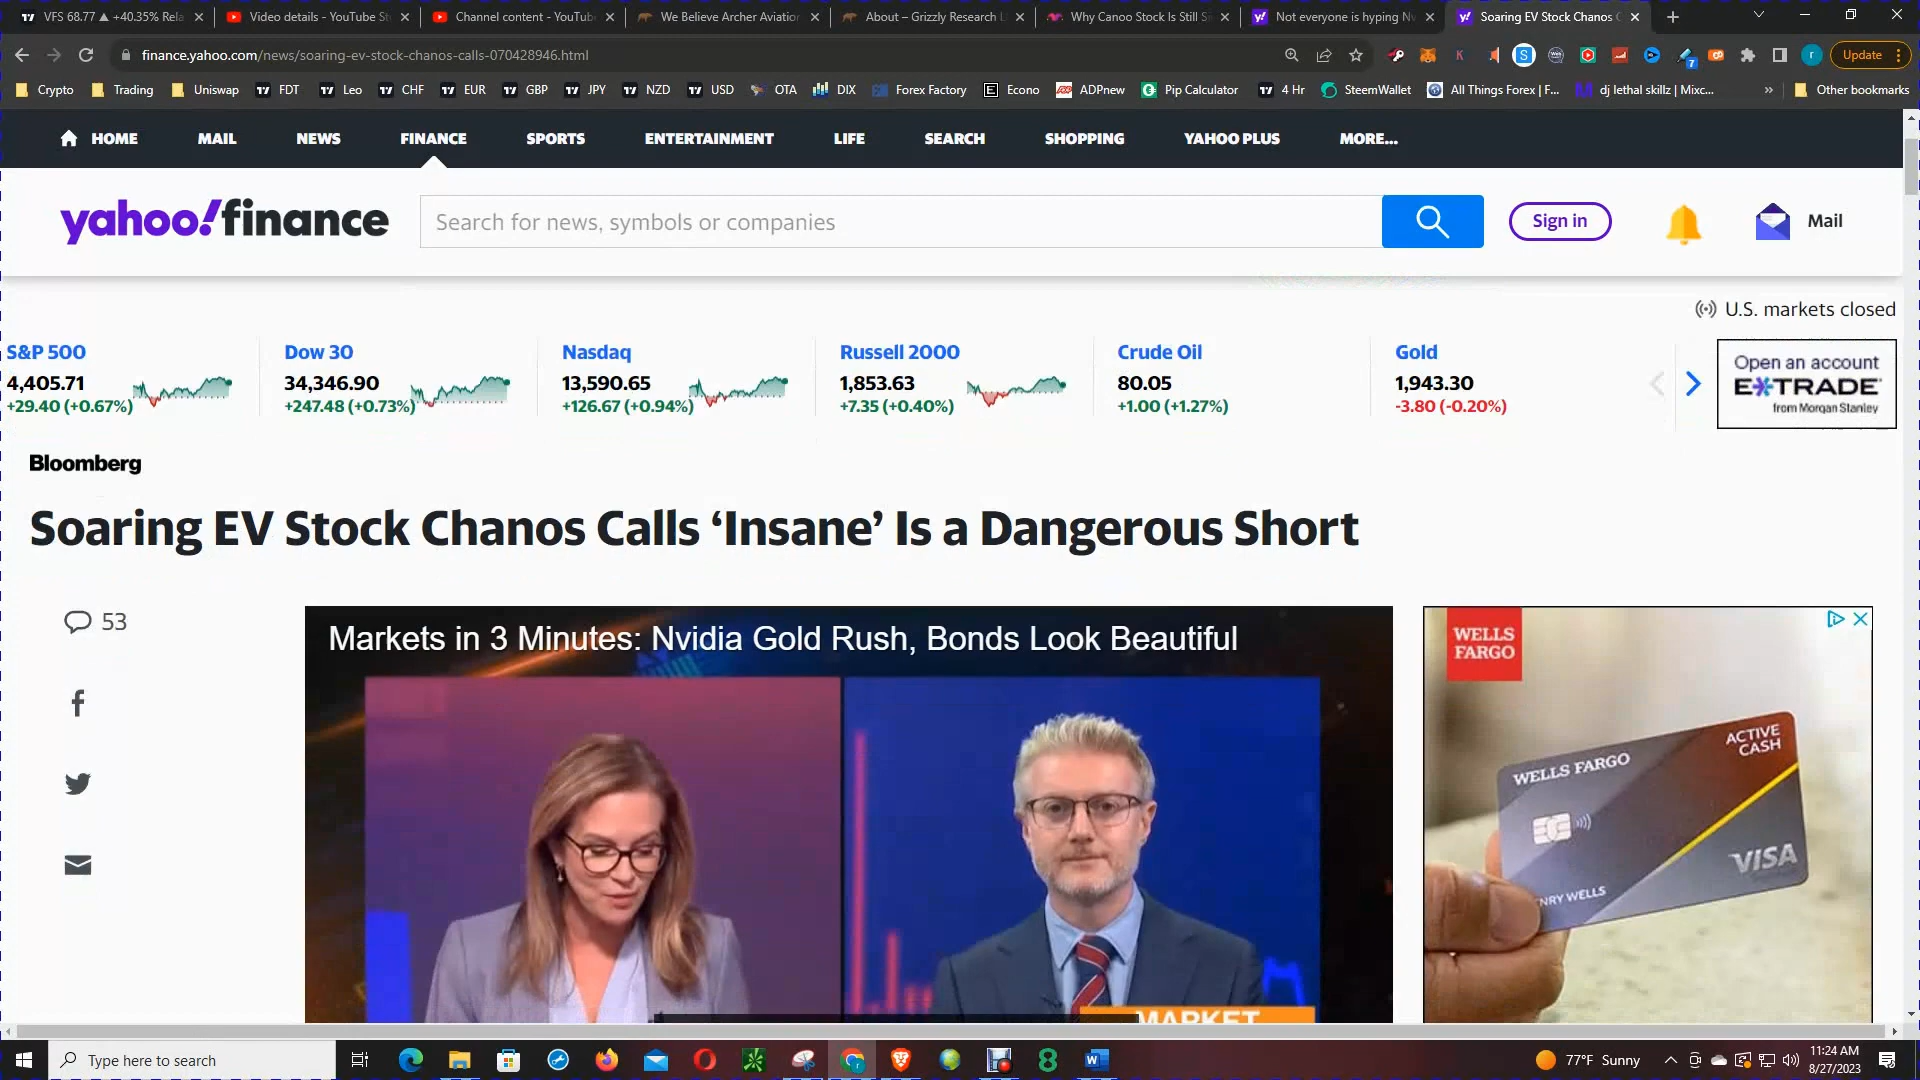 VFS 68.77 ▲ +40.35% Rela
Video details - YouTube St
Channel content - YouTube
We Believe Archer Aviation
About – Grizzly Research L
Why Canoo Stock Is Still Si
Not everyone is hyping Nv
Soaring EV Stock Chanos C
finance.yahoo.com/news/soaring-ev-stock-chanos-calls-070428946.html
Update
Crypto
Trading
Uniswap
FDT
Leo
CHF
EUR
GBP
JPY
NZD
USD
OTA
DIX
Forex Factory
Econo
ADPnew
Pip Calculator
4 Hr
SteemWallet
All Things Forex | F...
dj lethal skillz | Mixc...
»
Other bookmarks
HOME
MAIL
NEWS
FINANCE
SPORTS
ENTERTAINMENT
LIFE
SEARCH
SHOPPING
YAHOO PLUS
MORE...
yahoo!finance
Search for news, symbols or companies
Sign in
Mail
U.S. markets closed
S&P 500
4,405.71
+29.40 (+0.67%)
Dow 30
34,346.90
+247.48 (+0.73%)
Nasdaq
13,590.65
+126.67 (+0.94%)
Russell 2000
1,853.63
+7.35 (+0.40%)
Crude Oil
80.05
+1.00 (+1.27%)
Gold
1,943.30
-3.80 (-0.20%)
Open an account
E*TRADE
from Morgan Stanley
Bloomberg
Soaring EV Stock Chanos Calls ‘Insane’ Is a Dangerous Short
53
Markets in 3 Minutes: Nvidia Gold Rush, Bonds Look Beautiful
MARKET
WELLS
FARGO
ACTIVE
CASH
WELLS FARGO
VISA
NRY WELLS
Type here to search
77°F Sunny
11:24 AM
8/27/2023